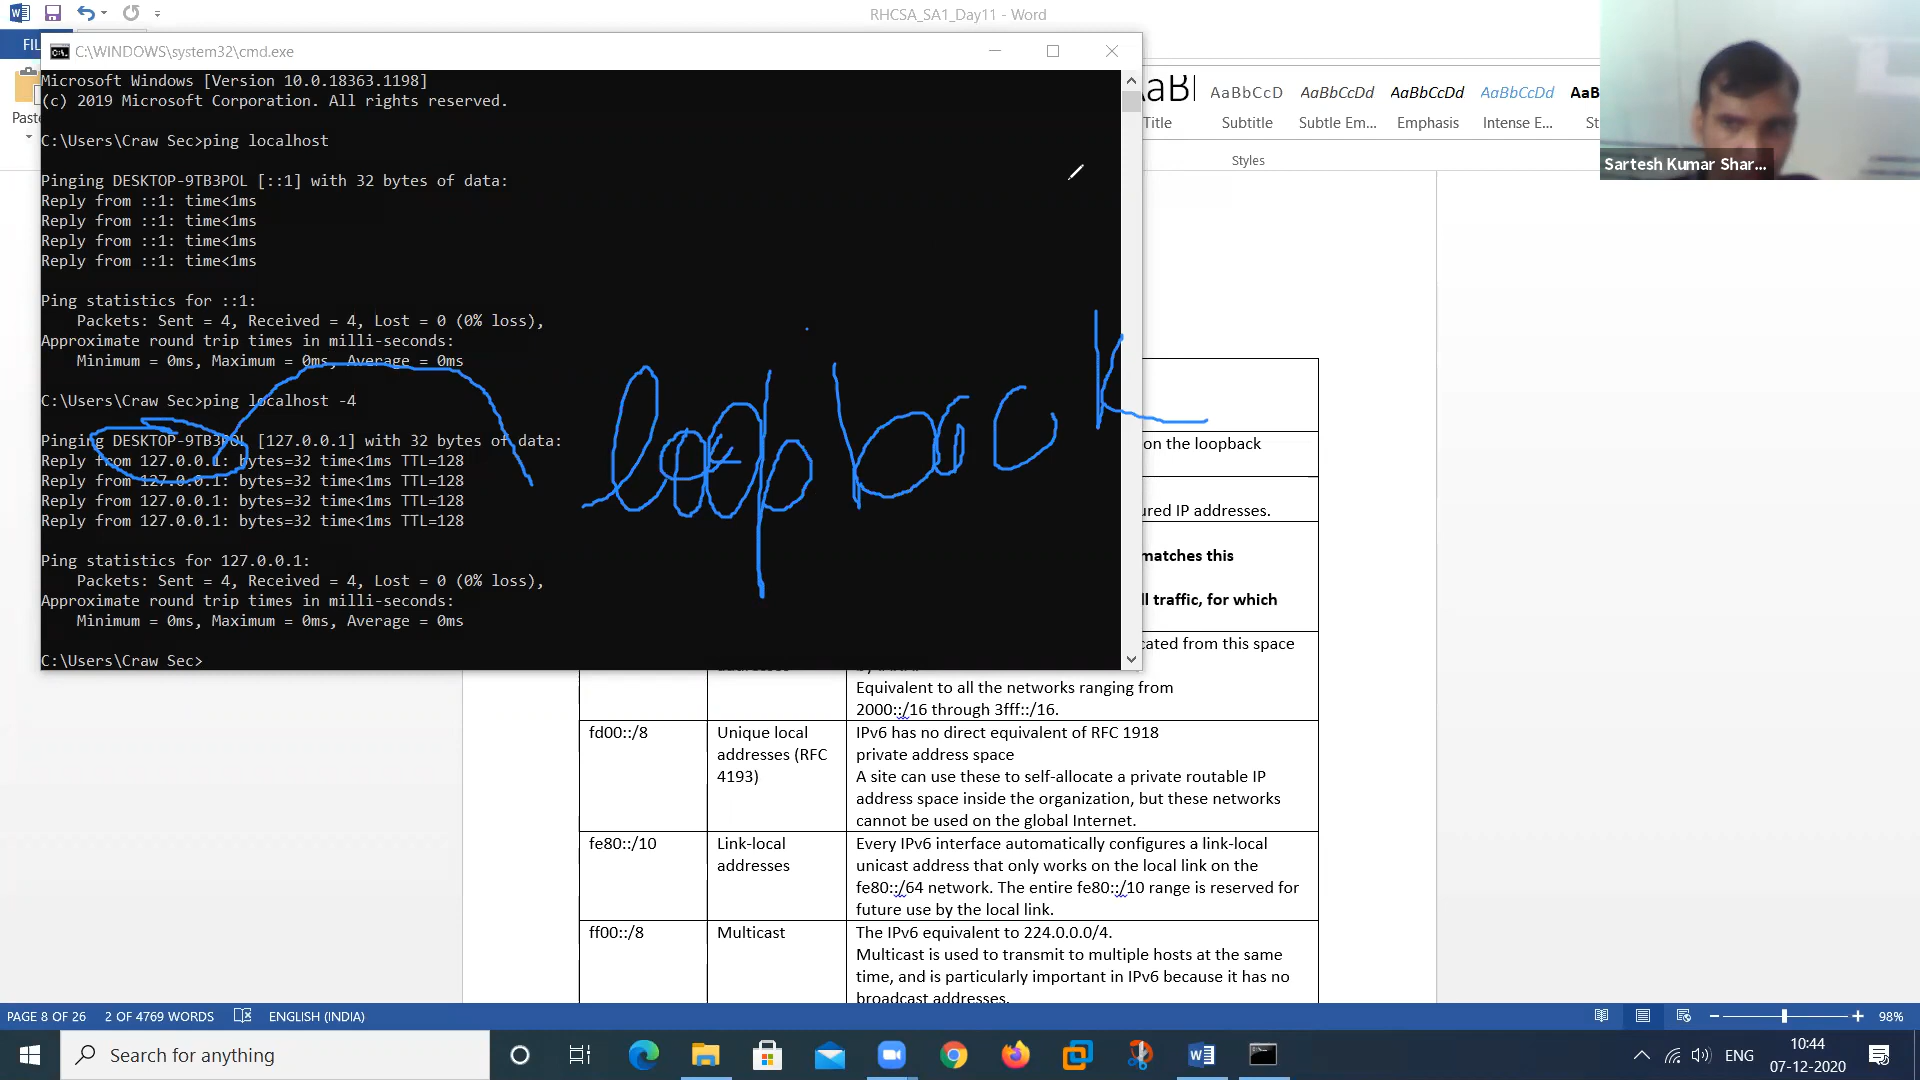 RHCSA_SA1_Day11 - Word
FIL
C:\WINDOWS\system32\cmd.exe
Microsoft Windows [Version 10.0.18363.1198]
(c) 2019 Microsoft Corporation. All rights reserved.
C:\Users\Craw Sec>ping localhost
Pinging DESKTOP-9TB3POL [::1] with 32 bytes of data:
Reply from ::1: time<1ms
Reply from ::1: time<1ms
Reply from ::1: time<1ms
Reply from ::1: time<1ms
Ping statistics for ::1:
Packets: Sent = 4, Received = 4, Lost = 0 (0% loss),
Approximate round trip times in milli-seconds:
Minimum = 0ms, Maximum = 0ms, Average = 0ms
C:\Users\Craw Sec>ping localhost -4
Pinging DESKTOP-9TB3POL [127.0.0.1] with 32 bytes of data:
Reply from 127.0.0.1: bytes=32 time<1ms TTL=128
Reply from 127.0.0.1: bytes=32 time<1ms TTL=128
Reply from 127.0.0.1: bytes=32 time<1ms TTL=128
Reply from 127.0.0.1: bytes=32 time<1ms TTL=128
Ping statistics for 127.0.0.1:
Packets: Sent = 4, Received = 4, Lost = 0 (0% loss),
Approximate round trip times in milli-seconds:
Minimum = 0ms, Maximum = 0ms, Average = 0ms
C:\Users\Craw Sec>
loopback
Paste
AaBl AaBbCcD AaBbCcDd AaBbCcDd AaBbCcDd AaBb
Title Subtitle Subtle Em... Emphasis Intense E... St
Styles
Sartesh Kumar Shar...
on the loopback
ured IP addresses.
matches this
ll traffic, for which
cated from this space
Equivalent to all the networks ranging from
2000::/16 through 3fff::/16.
fd00::/8 Unique local IPv6 has no direct equivalent of RFC 1918
addresses (RFC private address space
4193) A site can use these to self-allocate a private routable IP
address space inside the organization, but these networks
cannot be used on the global Internet.
fe80::/10 Link-local Every IPv6 interface automatically configures a link-local
addresses unicast address that only works on the local link on the
fe80::/64 network. The entire fe80::/10 range is reserved for
future use by the local link.
ff00::/8 Multicast The IPv6 equivalent to 224.0.0.0/4.
Multicast is used to transmit to multiple hosts at the same
time, and is particularly important in IPv6 because it has no
broadcast addresses.
PAGE 8 OF 26 2 OF 4769 WORDS ENGLISH (INDIA) 98%
Search for anything
ENG
10:44
07-12-2020